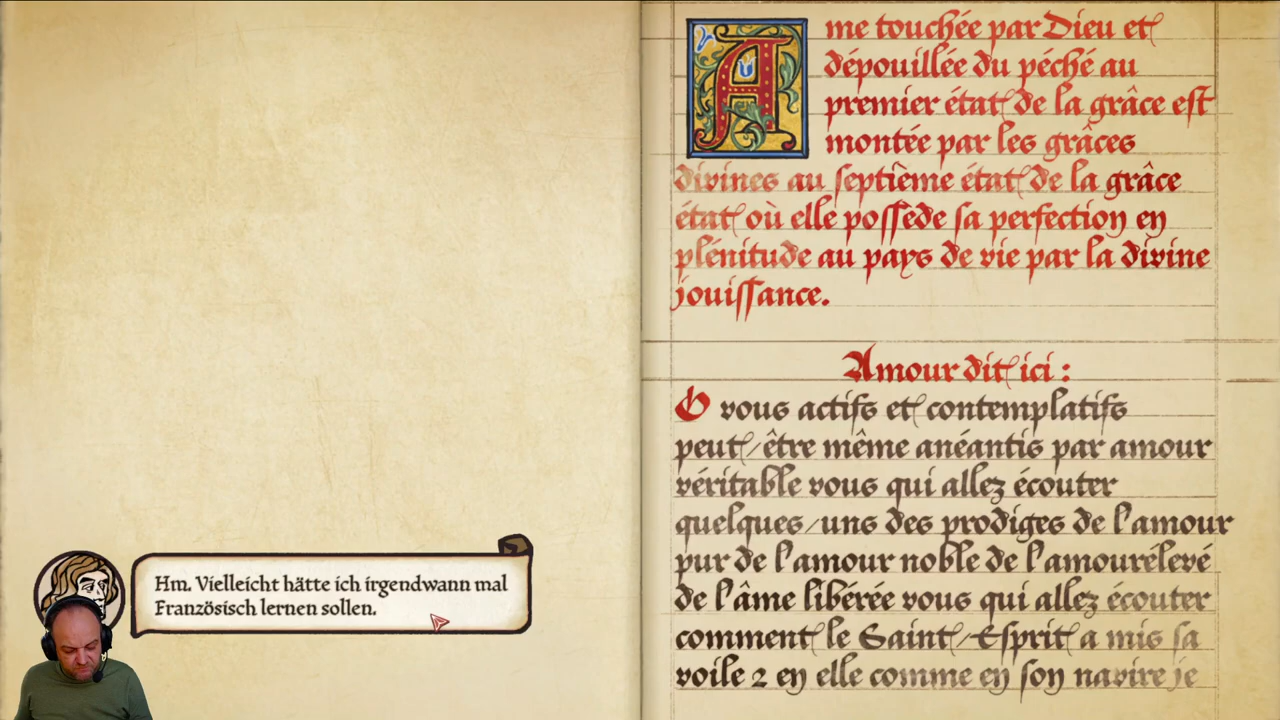 Hm. Vielleicht hätte ich irgendwann mal
Französisch lernen sollen.
Ame touchée par Dieu et
dépouillée du péché au
premier état de la grâce est
montée par les grâces
divines au septième état de la grâce
état où elle possède sa perfection en
plénitude au pays de vie par la divine
jouissance.
Amour dit ici :
O vous actifs et contemplatifs
peut-être même anéantis par amour
véritable vous qui allez écouter
quelques-uns des prodiges de l'amour
pur de l'amour noble de l'amourélevé
de l'âme libérée vous qui allez écouter
comment le Saint-Esprit a mis sa
voile 2 en elle comme en son navire je